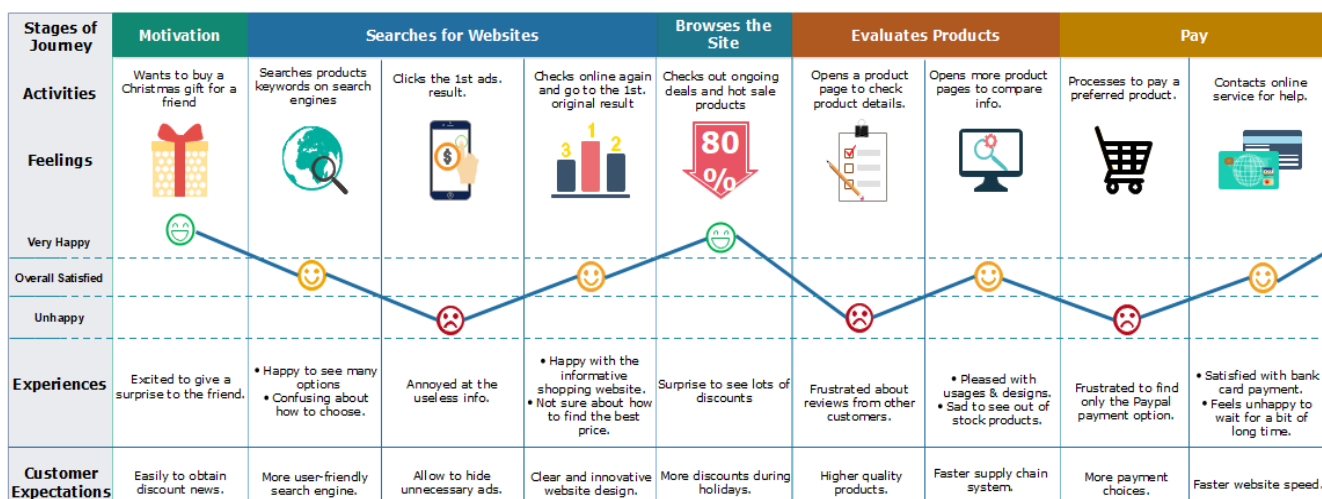 Stages of
Journey
Motivation
Searches for Websites
Browses the
Site
Evaluates Products
Pay
Activities
Wants to buy a
Christmas gift for a
friend
Searches products
keywords on search
engines
Clicks the 1st ads.
result.
Checks online again
and go to the 1st.
original result
Checks out ongoing
deals and hot sale
products
Opens a product
page to check
product details.
Opens more product
pages to compare
info.
Processes to pay a
preferred product.
Contacts online
service for help.
Feelings
$
3 1 2
80
%
Very Happy
Overall Satisfied
Unhappy
Experiences
Excited to give a
surprise to the friend.
• Happy to see many
options
• Confusing about
how to choose.
Annoyed at the
useless info.
• Happy with the
informative
shopping website.
• Not sure about how
to find the best
price.
Surprise to see lots of
discounts
Frustrated about
reviews from other
customers.
• Pleased with
usages & designs.
• Sad to see out of
stock products.
Frustrated to find
only the Paypal
payment option.
• Satisfied with bank
card payment.
• Feels unhappy to
wait for a bit of
long time.
Customer
Expectations
Easily to obtain
discount news.
More user-friendly
search engine.
Allow to hide
unnecessary ads.
Clear and innovative
website design.
More discounts during
holidays.
Higher quality
products.
Faster supply chain
system.
More payment
choices.
Faster website speed.